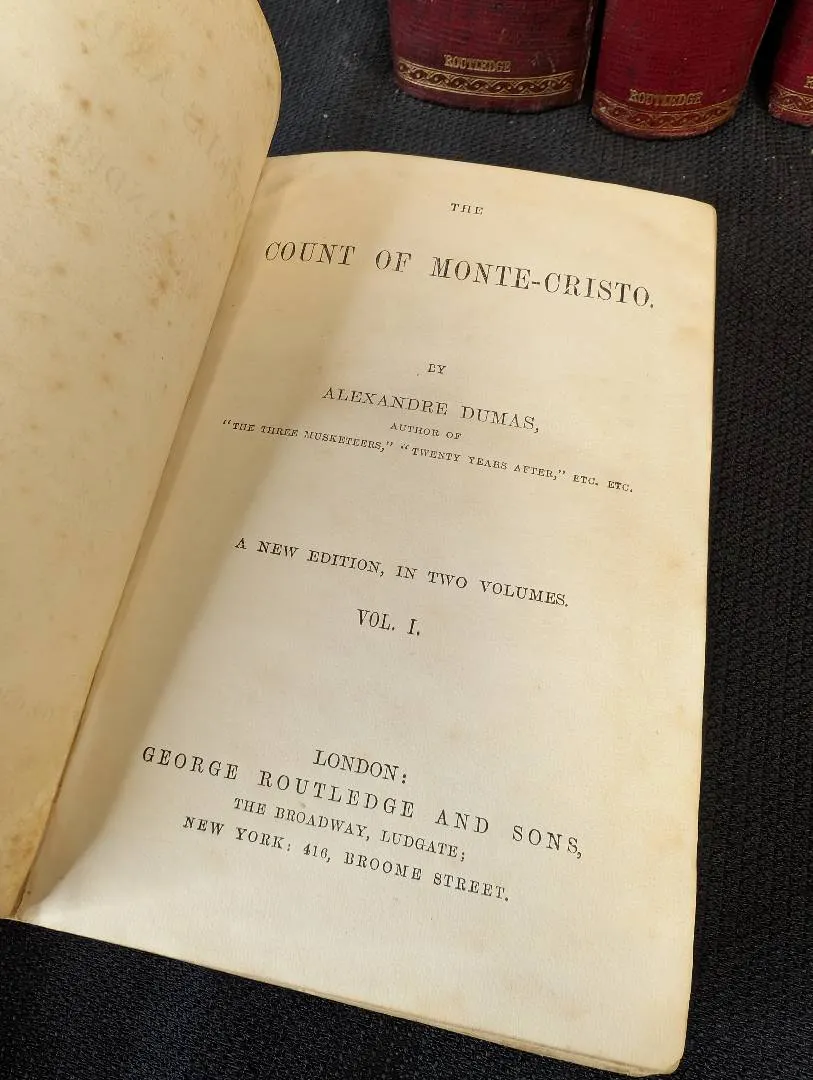 ROUTLEDGE
ROUTLEDGE
THE
COUNT OF MONTE-CRISTO.
BY
ALEXANDRE DUMAS,
AUTHOR OF
"THE THREE MUSKETEERS," "TWENTY YEARS AFTER," ETC. ETC.
A NEW EDITION, IN TWO VOLUMES.
VOL. I.
LONDON:
GEORGE ROUTLEDGE AND SONS,
THE BROADWAY, LUDGATE;
NEW YORK: 416, BROOME STREET.